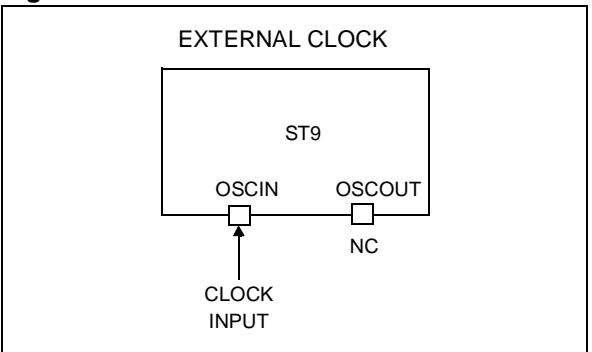 EXTERNAL CLOCK
ST9
OSCIN OSCOUT
NC
CLOCK
INPUT